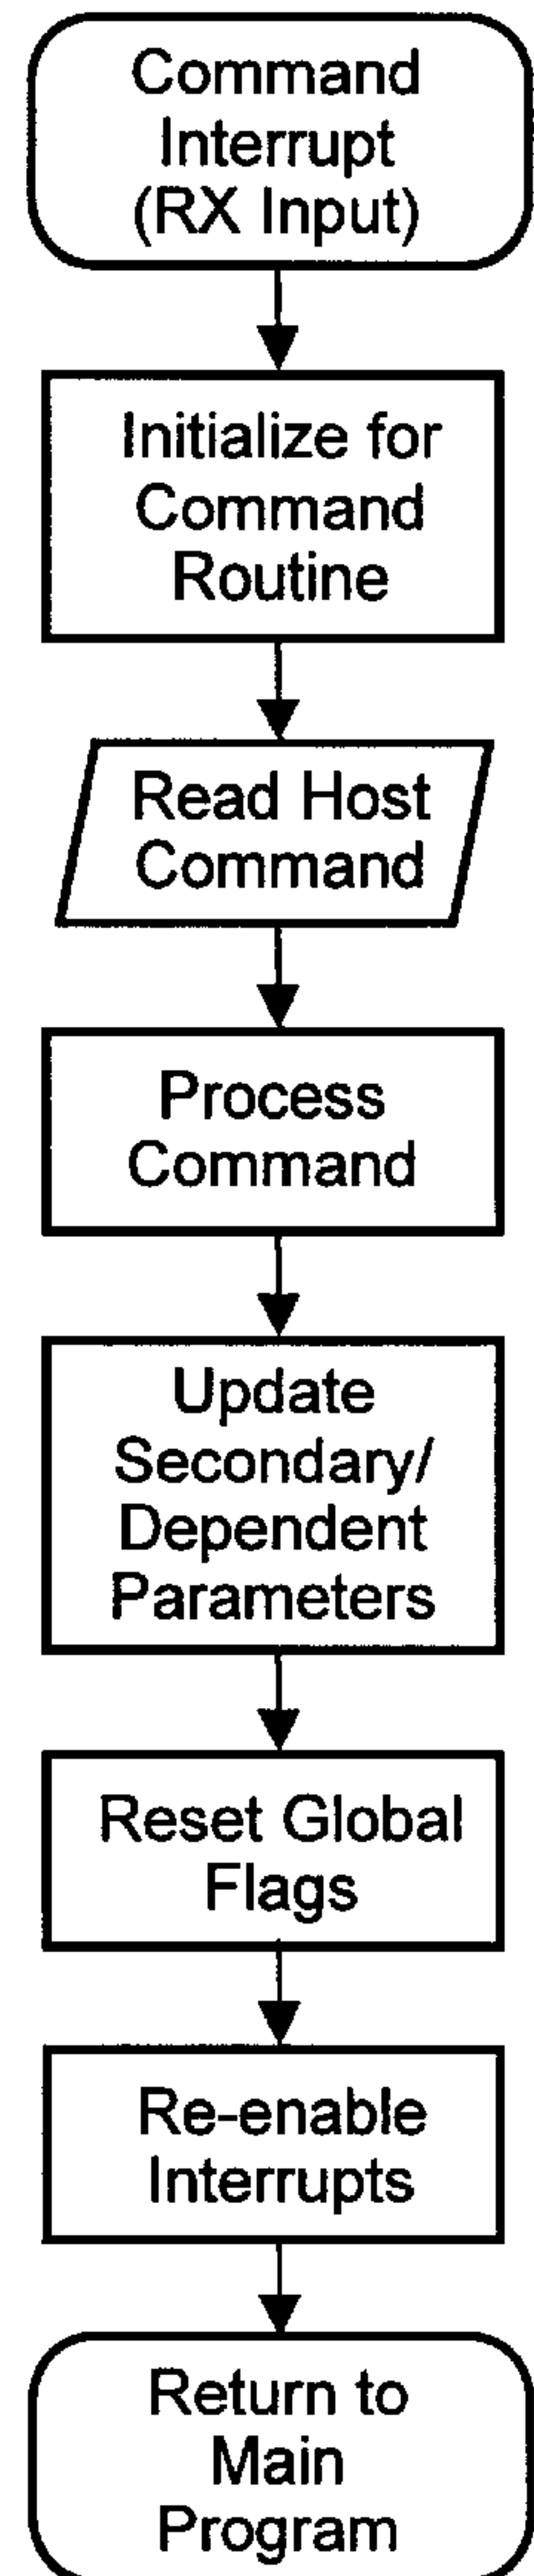 Command
Interrupt
(RX Input)
Initialize for
Command
Routine
Read Host
Command
Process
Command
Update
Secondary/
Dependent
Parameters
Reset Global
Flags
Re-enable
Interrupts
Return to
Main
Program